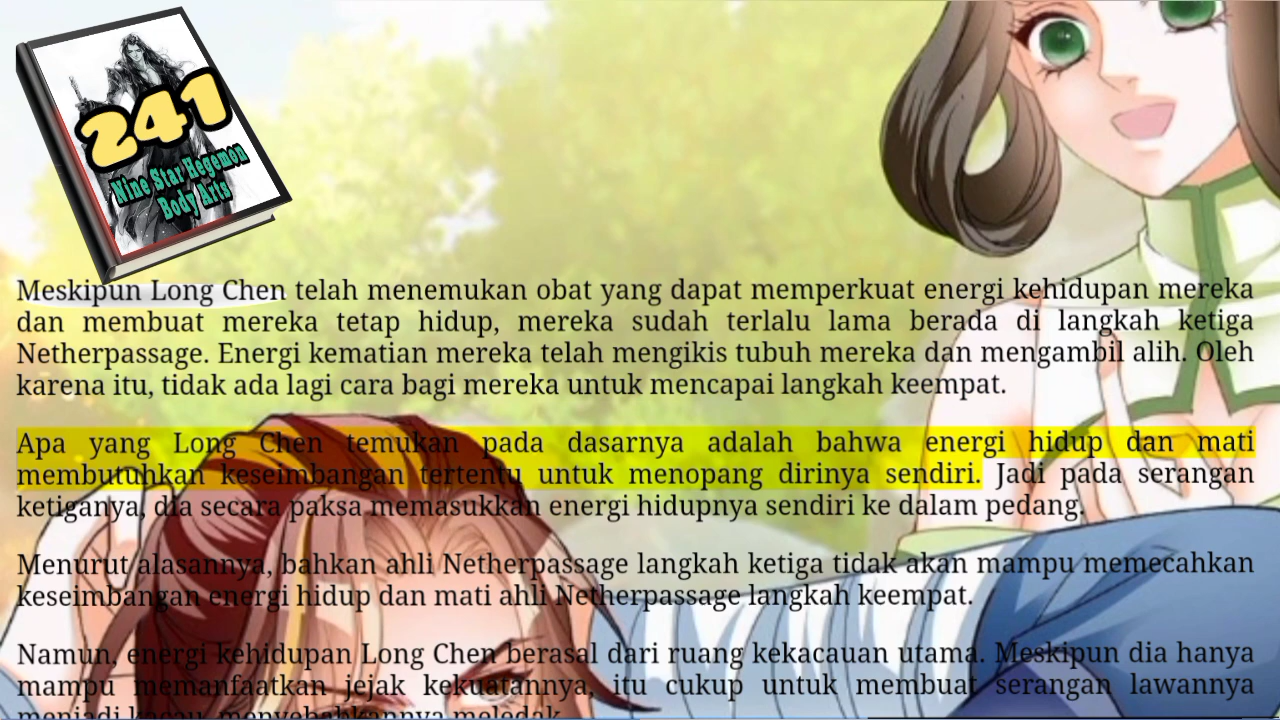 241
Nine Star Hegemon
Body Arts
Meskipun Long Chen telah menemukan obat yang dapat memperkuat energi kehidupan mereka
dan membuat mereka tetap hidup, mereka sudah terlalu lama berada di langkah ketiga
Netherpassage. Energi kematian mereka telah mengikis tubuh mereka dan mengambil alih. Oleh
karena itu, tidak ada lagi cara bagi mereka untuk mencapai langkah keempat.
Apa yang Long Chen temukan pada dasarnya adalah bahwa energi hidup dan mati
membutuhkan keseimbangan tertentu untuk menopang dirinya sendiri. Jadi pada serangan
ketiganya, dia secara paksa memasukkan energi hidupnya sendiri ke dalam pedang.
Menurut alasannya, bahkan ahli Netherpassage langkah ketiga tidak akan mampu memecahkan
keseimbangan energi hidup dan mati ahli Netherpassage langkah keempat.
Namun, energi kehidupan Long Chen berasal dari ruang kekacauan utama. Meskipun dia hanya
mampu memanfaatkan jejak kekuatannya, itu cukup untuk membuat serangan lawannya
menjadi kacau, menyebabkannya meledak.